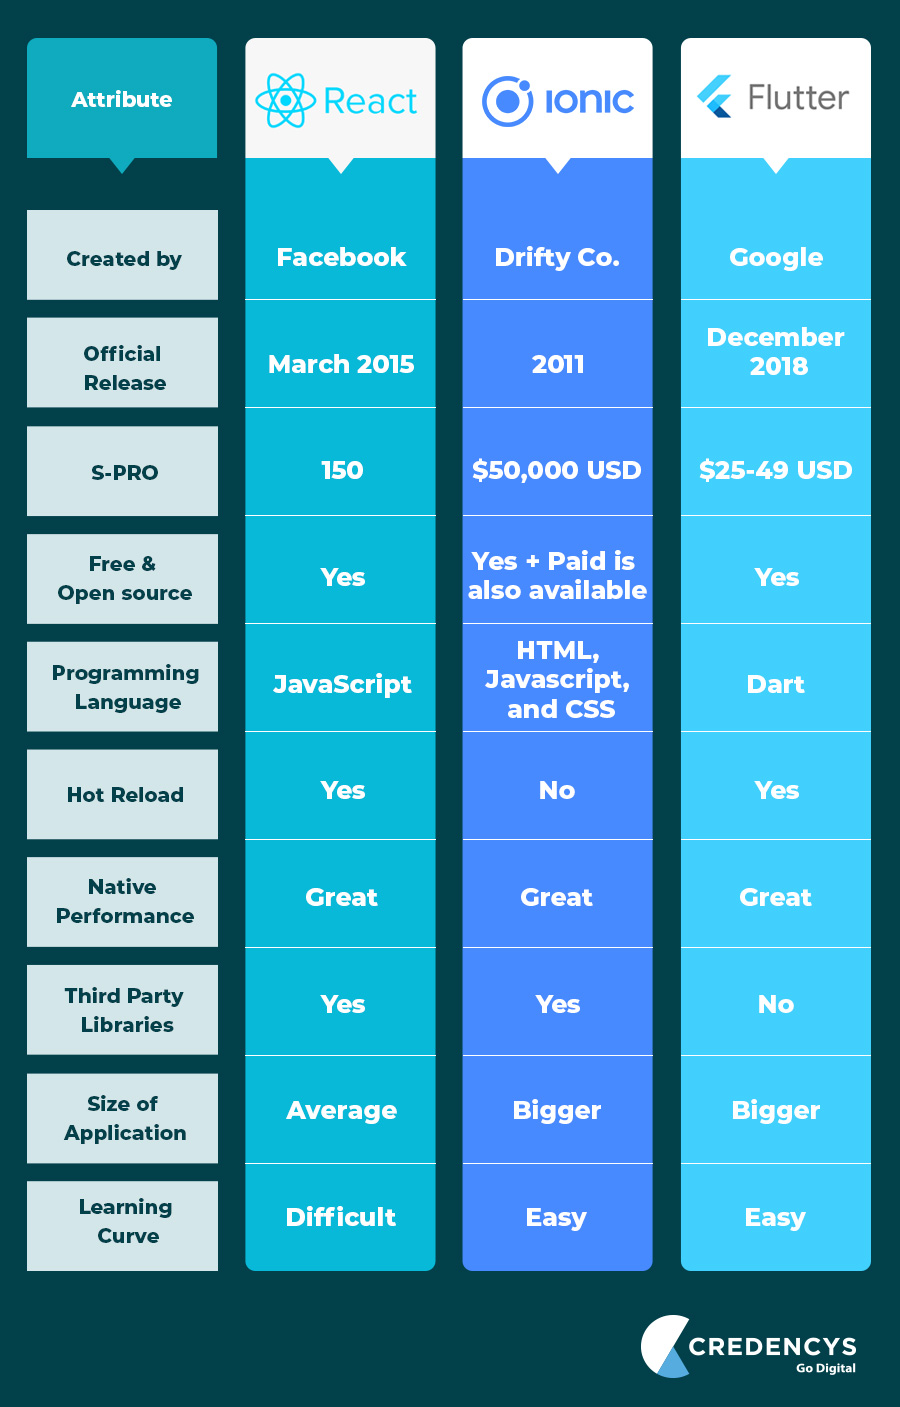 Attribute
React
ionic
Flutter
Created by
Facebook
Drifty Co.
Google
Official
Release
March 2015
2011
December
2018
S-PRO
150
$50,000 USD
$25-49 USD
Free &
Open source
Yes
Yes + Paid is
also available
Yes
Programming
Language
JavaScript
HTML,
Javascript,
and CSS
Dart
Hot Reload
Yes
No
Yes
Native
Performance
Great
Great
Great
Third Party
Libraries
Yes
Yes
No
Size of
Application
Average
Bigger
Bigger
Learning
Curve
Difficult
Easy
Easy
CREDENCYS
Go Digital